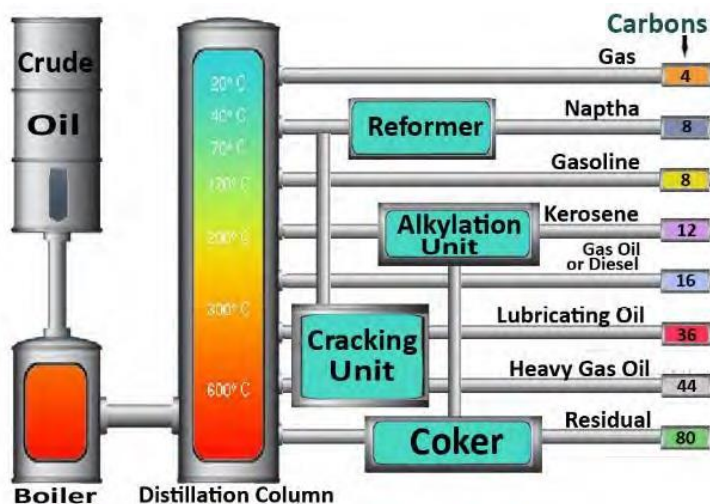 Carbons
Crude
Oil
Gas
4
20° C
40° C
70° C
120° C
200° C
300° C
600° C
Reformer
Naptha
8
Gasoline
8
Alkylation
Unit
Kerosene
12
Gas Oil
or Diesel
16
Cracking
Unit
Lubricating Oil
36
Heavy Gas Oil
44
Coker
Residual
80
Boiler
Distillation Column